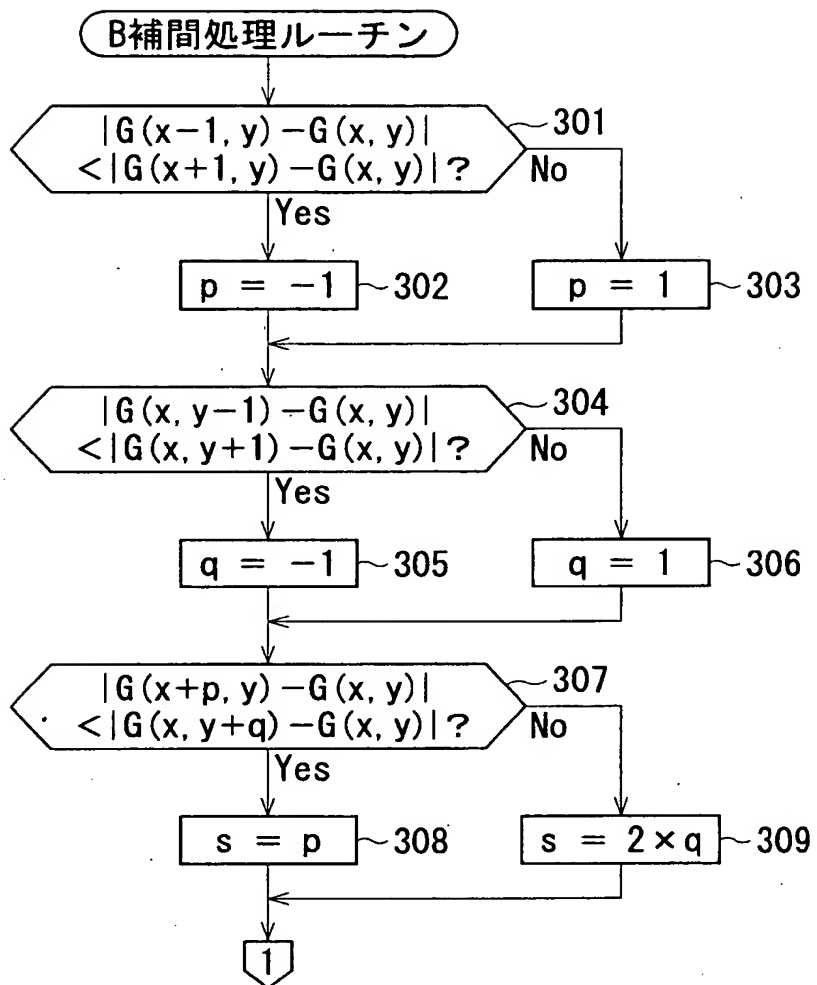 B補間処理ルーチン
|G(x−1, y)−G(x, y)|
<|G(x+1, y)−G(x, y)|?
301
No
Yes
p = −1
302
p = 1
303
|G(x, y−1)−G(x, y)|
<|G(x, y+1)−G(x, y)|?
304
No
Yes
q = −1
305
q = 1
306
|G(x+p, y)−G(x, y)|
<|G(x, y+q)−G(x, y)|?
307
No
Yes
s = p
308
s = 2×q
309
1